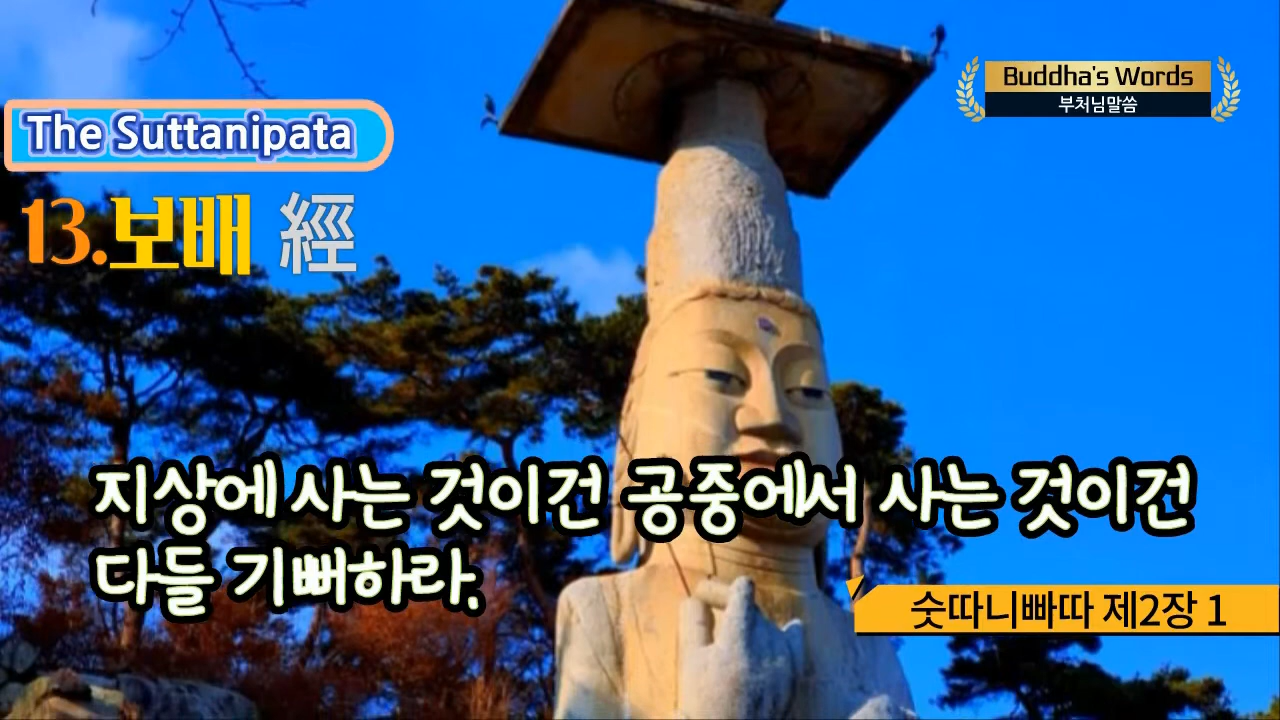 Buddha's Words
부처님말씀
The Suttanipata
13.보배 經
지상에 사는 것이건 공중에서 사는 것이건
다들 기뻐하라.
숫따니빠따 제2장 1